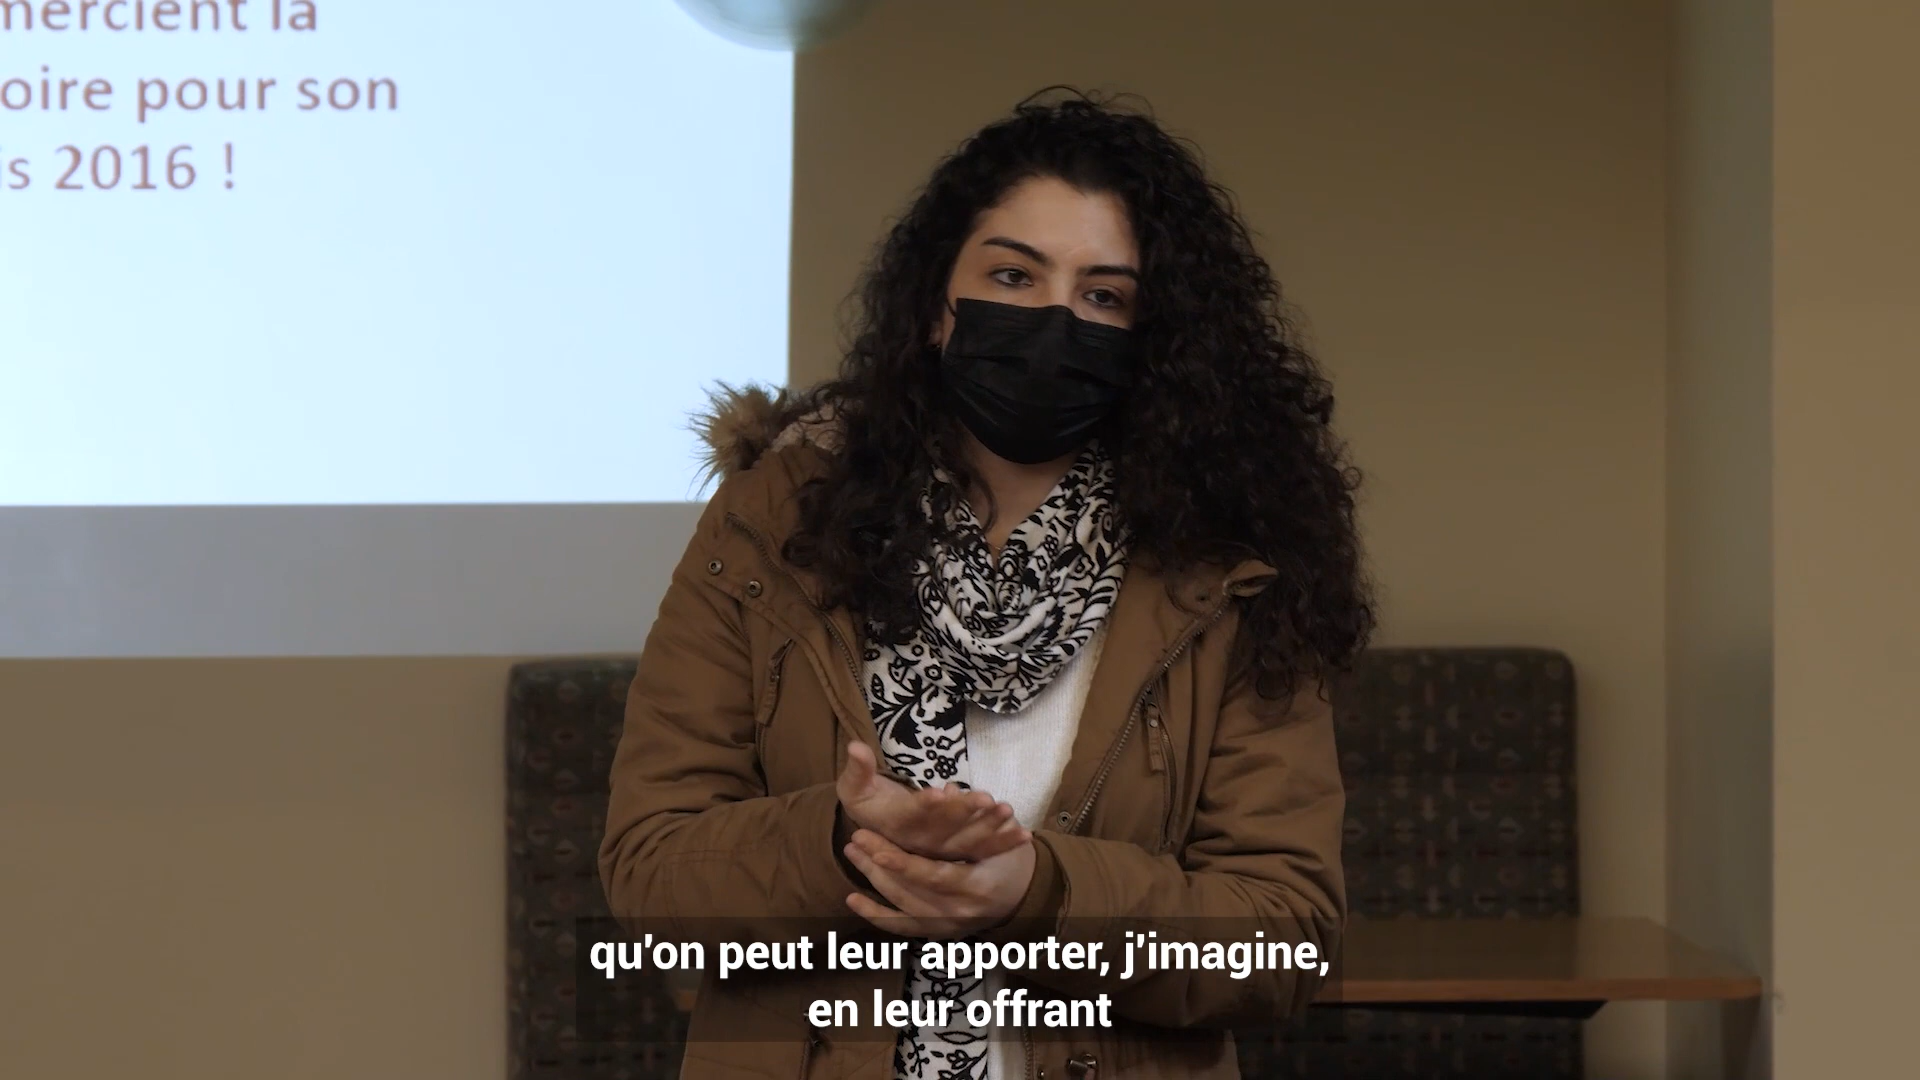 mercient la
oire pour son
is 2016 !
qu'on peut leur apporter, j'imagine,
en leur offrant